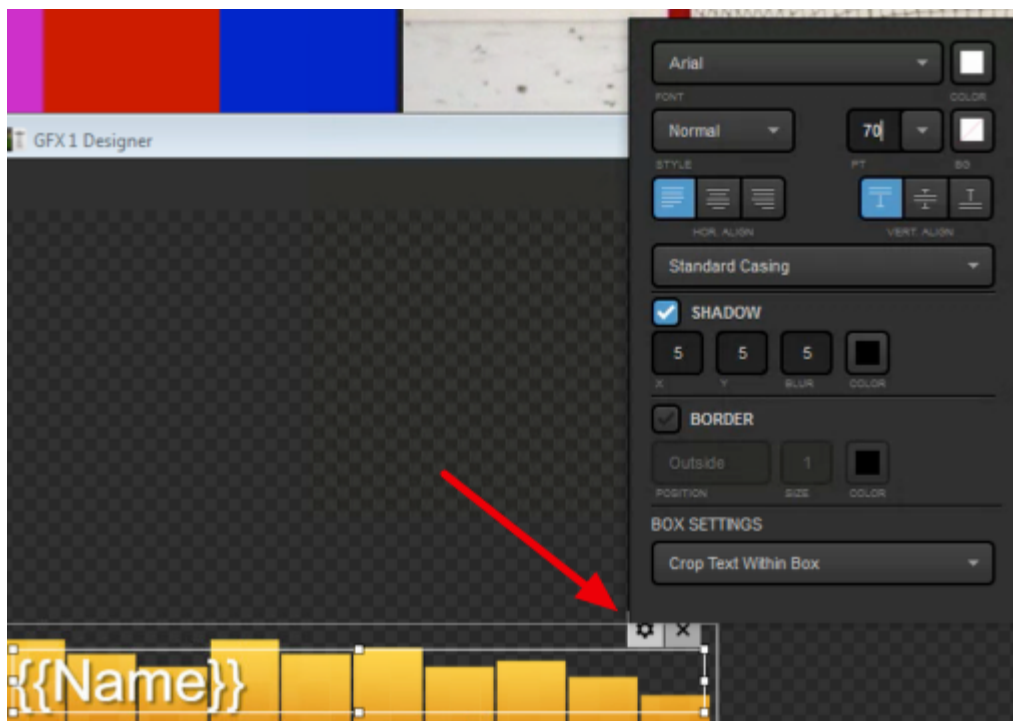 Arial
FONT COLOR
GFX 1 Designer
Normal 70
STYLE PT BG
HOR. ALIGN VERT. ALIGN
Standard Casing
SHADOW
5 5 5
X Y BLUR COLOR
BORDER
Outside 1
POSITION SIZE COLOR
BOX SETTINGS
Crop Text Within Box
{{Name}}